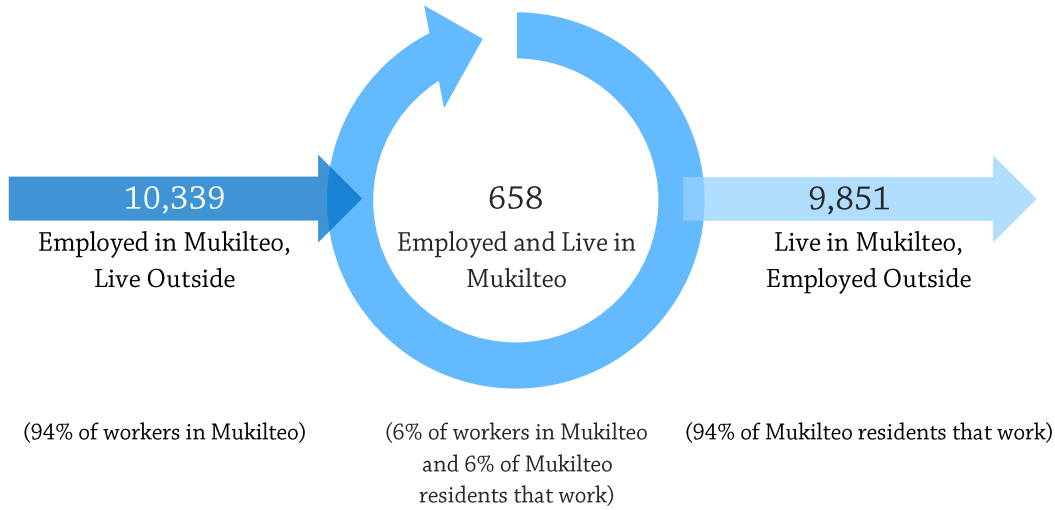 10,339
Employed in Mukilteo,
Live Outside
(94% of workers in Mukilteo)
658
Employed and Live in
Mukilteo
(6% of workers in Mukilteo
and 6% of Mukilteo
residents that work)
9,851
Live in Mukilteo,
Employed Outside
(94% of Mukilteo residents that work)